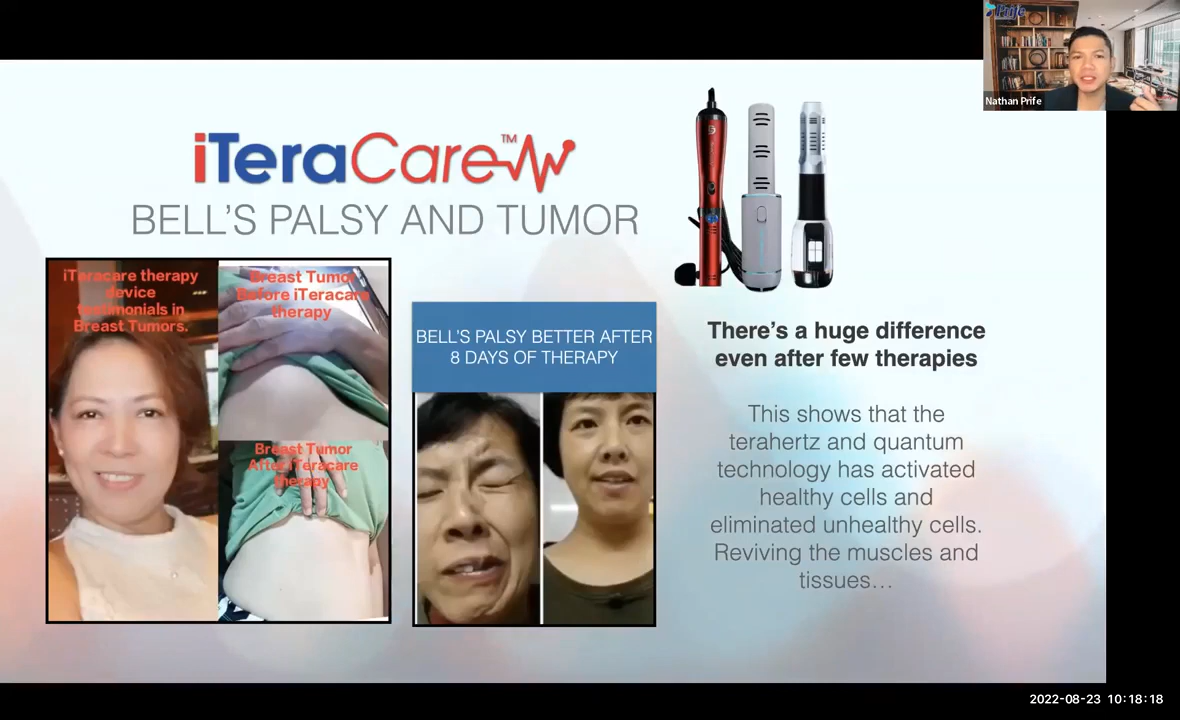 Prife
Nathan Prife
iTeraCare™
BELL'S PALSY AND TUMOR
iTeracare therapy
device
testimonials in
Breast Tumors.
Breast Tumor
Before iTeracare
therapy
Breast Tumor
After iTeracare
therapy
BELL'S PALSY BETTER AFTER
8 DAYS OF THERAPY
There's a huge difference
even after few therapies
This shows that the
terahertz and quantum
technology has activated
healthy cells and
eliminated unhealthy cells.
Reviving the muscles and
tissues…
2022-08-23 10:18:18